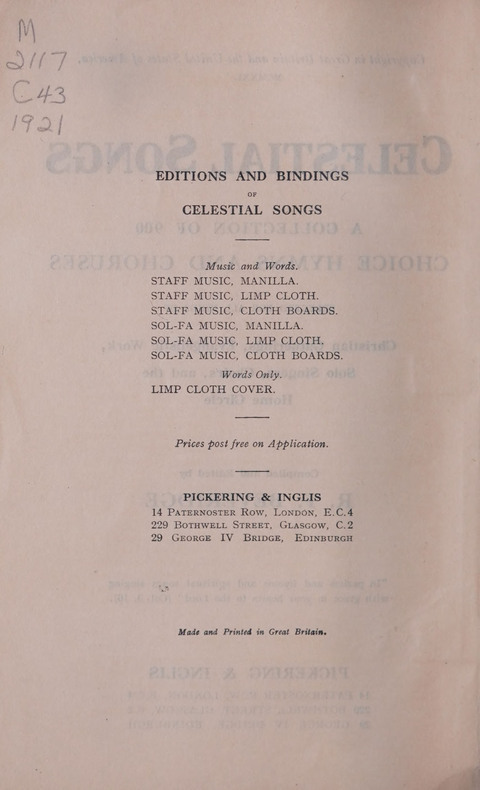 M
2117
C43
1921
EDITIONS AND BINDINGS
OF
CELESTIAL SONGS
Music and Words.
STAFF MUSIC, MANILLA.
STAFF MUSIC, LIMP CLOTH.
STAFF MUSIC, CLOTH BOARDS.
SOL-FA MUSIC, MANILLA.
SOL-FA MUSIC, LIMP CLOTH.
SOL-FA MUSIC, CLOTH BOARDS.
Words Only.
LIMP CLOTH COVER.
Prices post free on Application.
PICKERING & INGLIS
14 PATERNOSTER ROW, LONDON, E.C.4
229 BOTHWELL STREET, GLASGOW, C.2
29 GEORGE IV BRIDGE, EDINBURGH
Made and Printed in Great Britain.